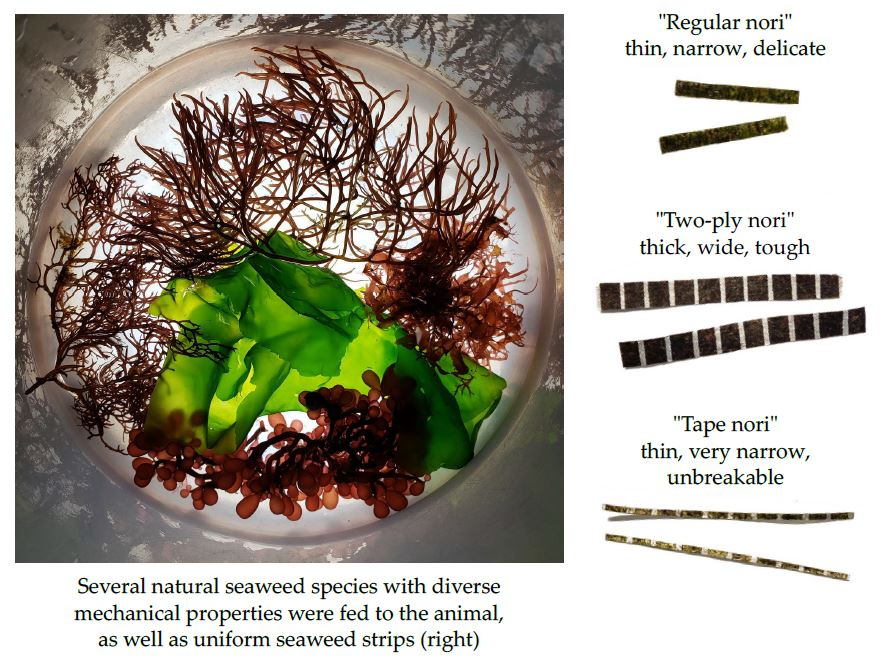 "Regular nori"
thin, narrow, delicate
"Two-ply nori"
thick, wide, tough
"Tape nori"
thin, very narrow,
unbreakable
Several natural seaweed species with diverse
mechanical properties were fed to the animal,
as well as uniform seaweed strips (right)